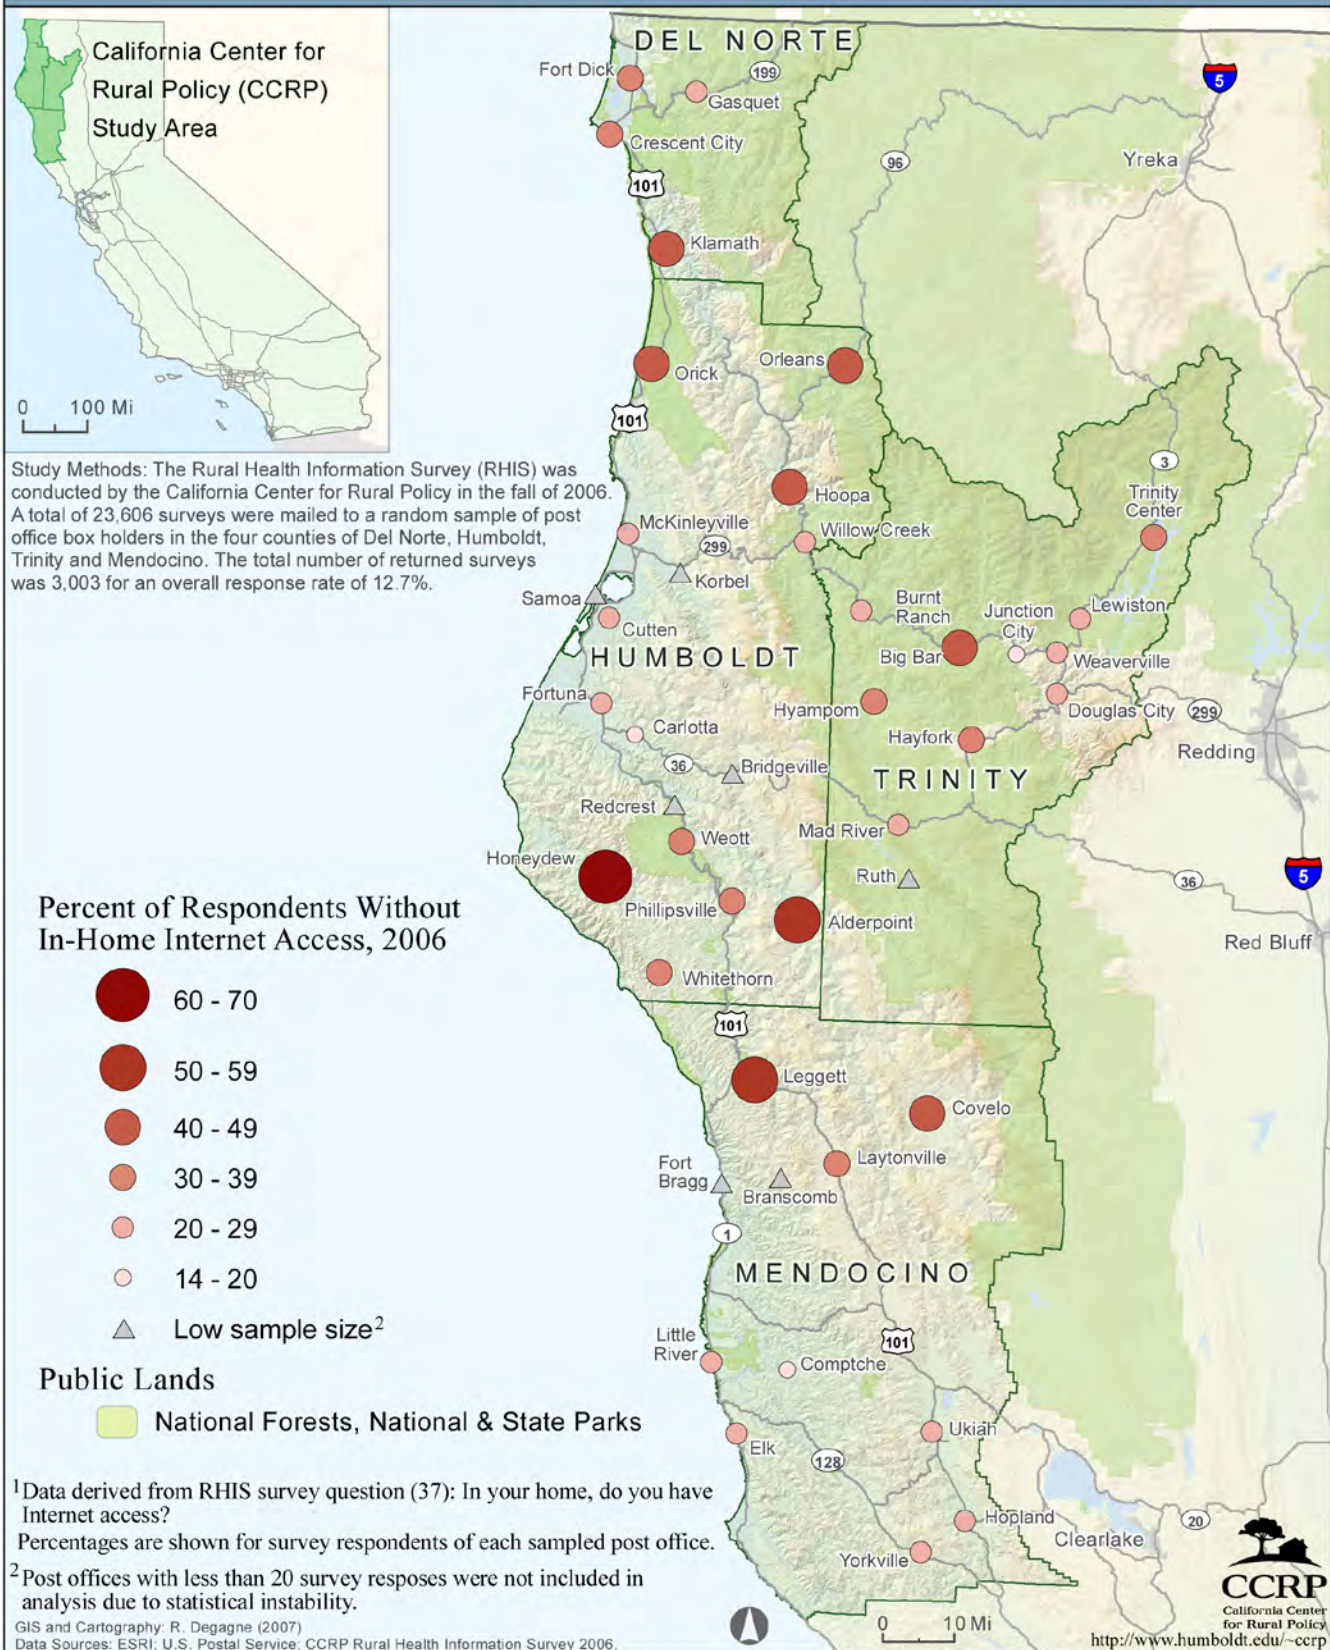 California Center for
Rural Policy (CCRP)
Study Area
0 100 Mi
Study Methods: The Rural Health Information Survey (RHIS) was
conducted by the California Center for Rural Policy in the fall of 2006.
A total of 23,606 surveys were mailed to a random sample of post
office box holders in the four counties of Del Norte, Humboldt,
Trinity and Mendocino. The total number of returned surveys
was 3,003 for an overall response rate of 12.7%.
DEL NORTE
Fort Dick
199
Gasquet
5
Crescent City
96
Yreka
101
Klamath
Orleans
Orick
101
3
Hoopa
Trinity
Center
McKinleyville
Willow Creek
299
Korbel
Samoa
Burnt
Ranch
Junction
City
Lewiston
Cutten
HUMBOLDT
Big Bar
Weaverville
Fortuna
Hyampom
Douglas City
299
Carlotta
Hayfork
Redding
36
Bridgeville
TRINITY
Redcrest
Weott
Mad River
Honeydew
Ruth
36
5
Phillipsville
Alderpoint
Red Bluff
Whitethorn
101
Leggett
Covelo
Fort
Bragg
Laytonville
Branscomb
1
MENDOCINO
Little
River
101
Comptche
Elk
Ukiah
128
Hopland
Clearlake
20
Yorkville
Percent of Respondents Without
In-Home Internet Access, 2006
60 - 70
50 - 59
40 - 49
30 - 39
20 - 29
14 - 20
Low sample size2
Public Lands
National Forests, National & State Parks
1 Data derived from RHIS survey question (37): In your home, do you have
Internet access?
Percentages are shown for survey respondents of each sampled post office.
2 Post offices with less than 20 survey resposes were not included in
analysis due to statistical instability.
GIS and Cartography: R. Degagne (2007)
Data Sources: ESRI; U.S. Postal Service; CCRP Rural Health Information Survey 2006.
0 10 Mi
CCRP
California Center
for Rural Policy
http://www.humboldt.edu/~ccrp